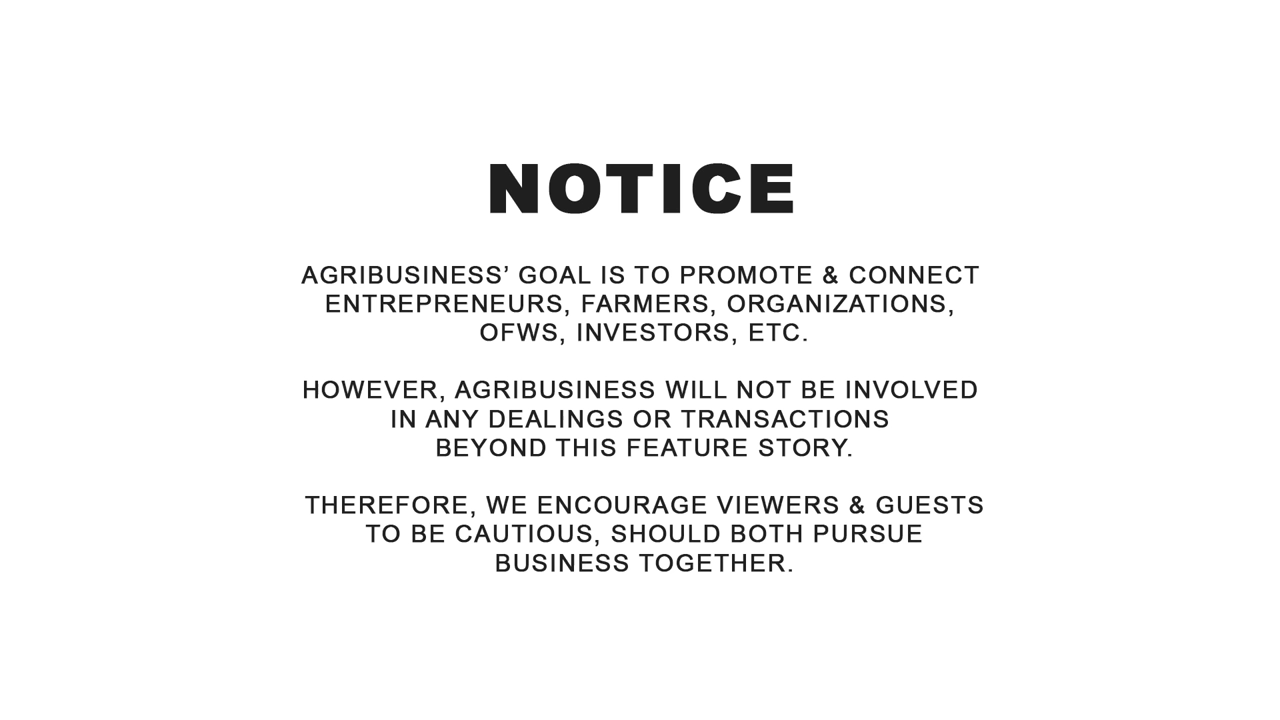 NOTICE
AGRIBUSINESS’ GOAL IS TO PROMOTE & CONNECT
ENTREPRENEURS, FARMERS, ORGANIZATIONS,
OFWS, INVESTORS, ETC.
HOWEVER, AGRIBUSINESS WILL NOT BE INVOLVED
IN ANY DEALINGS OR TRANSACTIONS
BEYOND THIS FEATURE STORY.
THEREFORE, WE ENCOURAGE VIEWERS & GUESTS
TO BE CAUTIOUS, SHOULD BOTH PURSUE
BUSINESS TOGETHER.